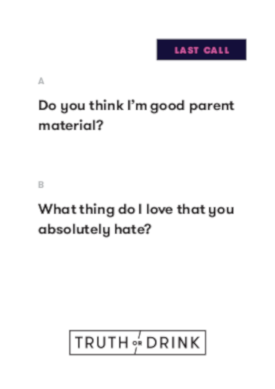 LAST CALL
A
Do you think I'm good parent
material?
B
What thing do I love that you
absolutely hate?
TRUTH OR DRINK